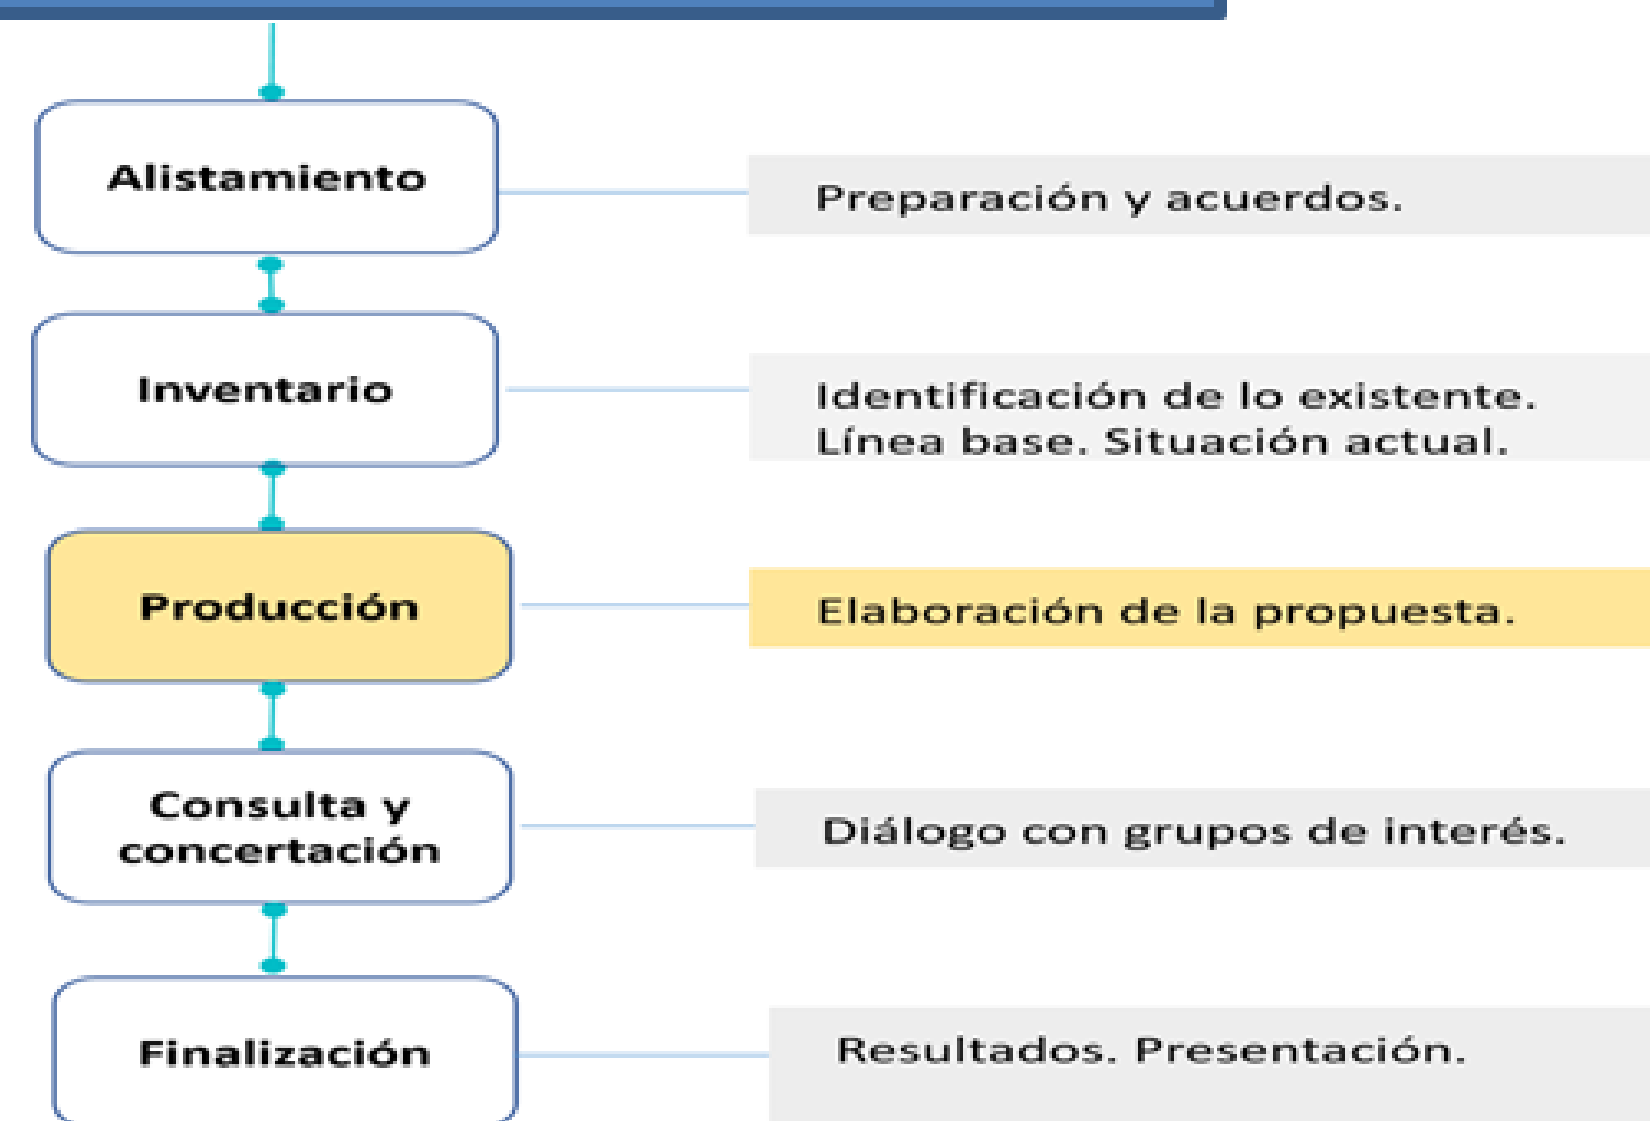 Alistamiento
Preparación y acuerdos.
Inventario
Identificación de lo existente.
Línea base. Situación actual.
Producción
Elaboración de la propuesta.
Consulta y
concertación
Diálogo con grupos de interés.
Finalización
Resultados. Presentación.